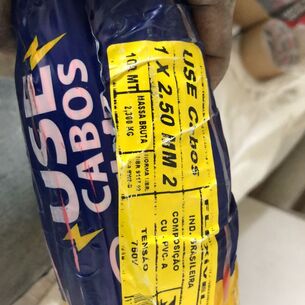 USE
CABOS
USE Cabos
1 X 2.50 MM 2
100 MT
MASSA BRUTA
2,300 KG
IND. BRASILEIRA
COMPOSIÇÃO
CU-PVC.A
TENSÃO
750V